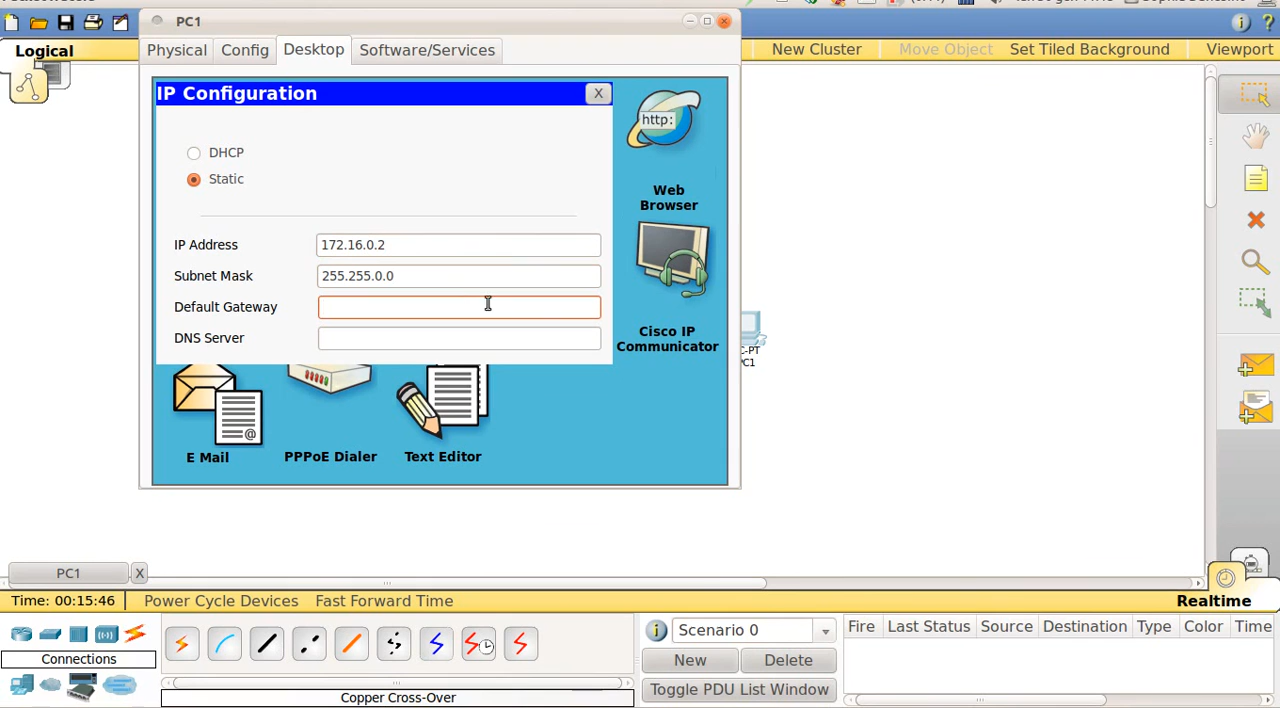 PC1
Logical
New Cluster
Move Object
Set Tiled Background
Viewport
Physical
Config
Desktop
Software/Services
IP Configuration
X
http:
DHCP
Static
Web
Browser
IP Address
172.16.0.2
Subnet Mask
255.255.0.0
Default Gateway
DNS Server
Cisco IP
Communicator
C-PT
PC1
@
E Mail
PPPoE Dialer
Text Editor
PC1
X
Time: 00:15:46
Power Cycle Devices
Fast Forward Time
Realtime
Scenario 0
Fire
Last Status
Source
Destination
Type
Color
Time
Connections
New
Delete
Toggle PDU List Window
Copper Cross-Over